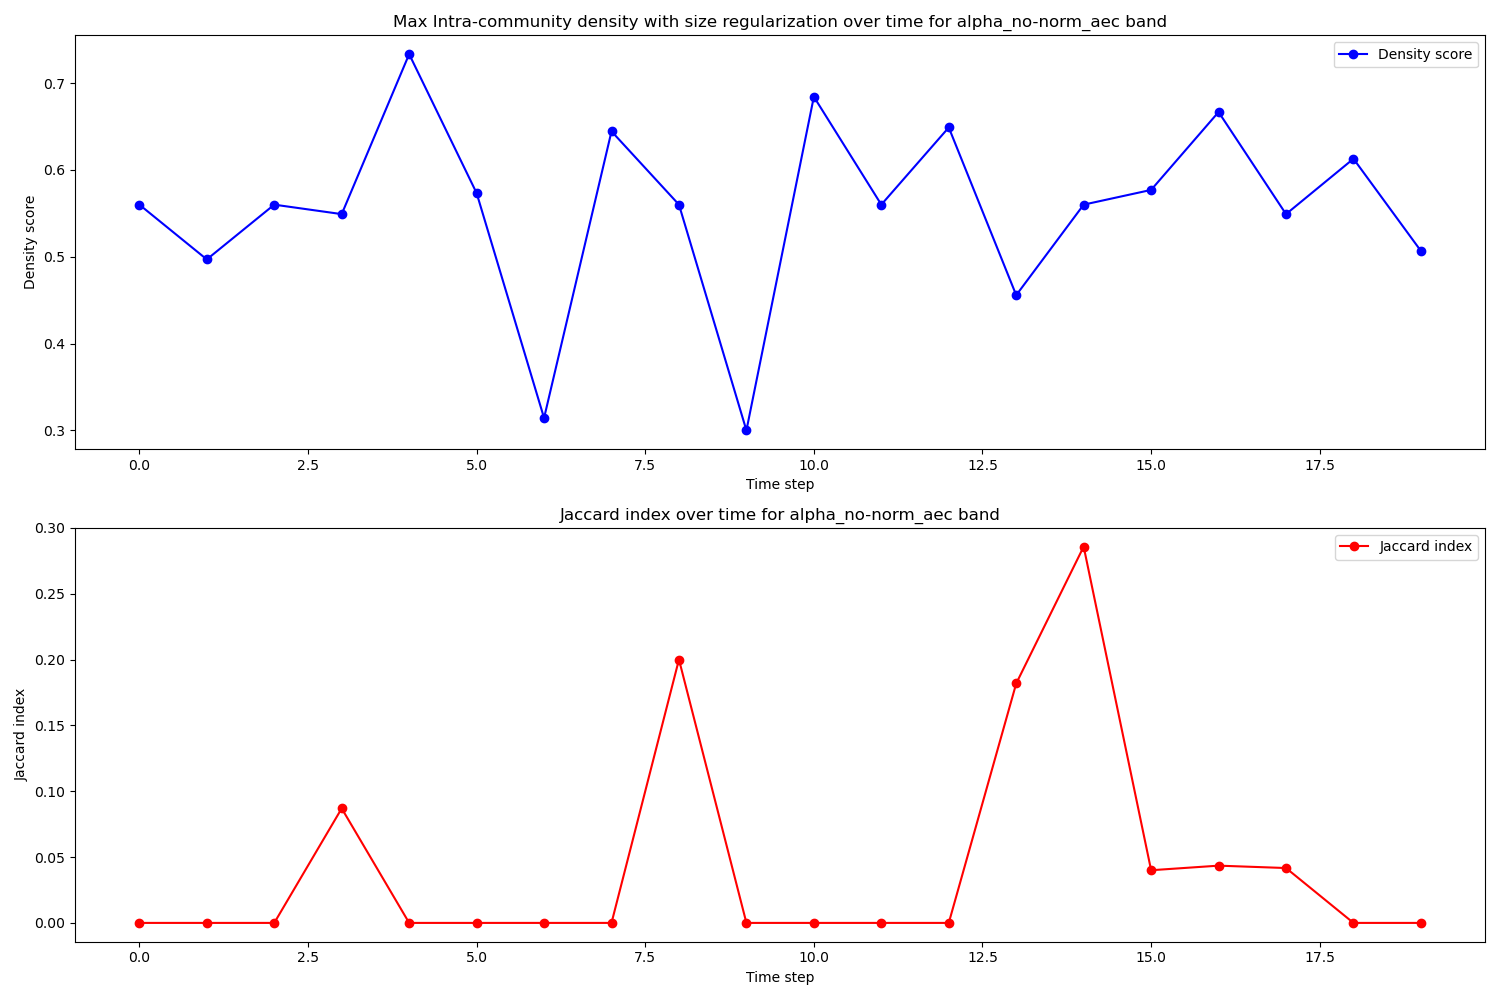 Max Intra-community density with size regularization over time for alpha_no-norm_aec band
Density score
0.7
0.6
0.5
0.4
0.3
Density score
0.0 2.5 5.0 7.5 10.0 12.5 15.0 17.5
Time step
Jaccard index over time for alpha_no-norm_aec band
Jaccard index
0.30
0.25
0.20
0.15
0.10
0.05
0.00
Jaccard index
0.0 2.5 5.0 7.5 10.0 12.5 15.0 17.5
Time step